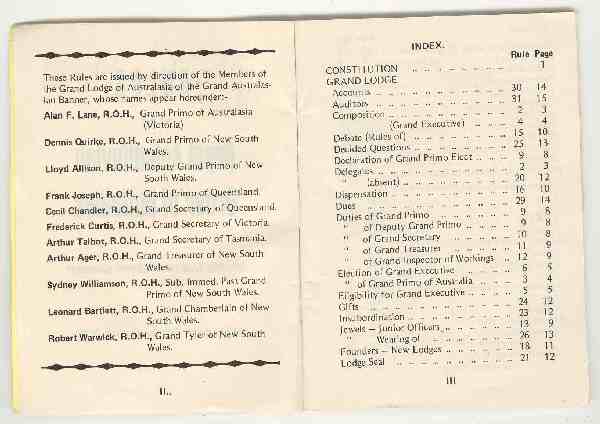 These Rules are issued by direction of the Members of
the Grand Lodge of Australasia of the Grand Australas-
ian Banner, whose names appear hereunder:-
Alan F. Lane, R.O.H., Grand Primo of Australasia
(Victoria)
Dennis Quirke, R.O.H., Grand Primo of New South
Wales.
Lloyd Allison, R.O.H., Deputy Grand Primo of New
South Wales.
Frank Joseph, R.O.H., Grand Primo of Queensland.
Cecil Chandler, R.O.H., Grand Secretary of Queensland.
Frederick Curtis, R.O.H., Grand Secretary of Victoria.
Arthur Talbot, R.O.H., Grand Secretary of Tasmania.
Arthur Ager, R.O.H., Grand Treasurer of New South
Wales.
Sydney Williamson, R.O.H., Sub, Immed. Past Grand
Primo of New South Wales.
Leonard Bartlett, R.O.H., Grand Chamberlain of New
South Wales.
Robert Warwick, R.O.H., Grand Tyler of New South
Wales.
II..
INDEX.
Rule Page
CONSTITUTION .. .. .. .. .. .. .. 1
GRAND LODGE
Accounts .. .. .. .. .. .. .. .. 30 14
Auditors .. .. .. .. .. .. .. .. 31 15
Composition .. .. .. .. .. .. .. 2 3
(Grand Executive) .. .. .. 4 4
Debate (Rules of) .. .. .. .. .. .. 15 10
Decided Questions .. .. .. .. .. .. 25 13
Declaration of Grand Primo Elect .. .. .. 9 8
Delegates .. .. .. .. .. .. .. .. 2 3
" (absent) .. .. .. .. .. .. 20 12
Dispensation .. .. .. .. .. .. .. 16 10
Dues .. .. .. .. .. .. .. .. 29 14
Duties of Grand Primo .. .. .. .. .. 9 8
" of Deputy Grand Primo .. .. .. 9 8
" of Grand Secretary .. .. .. .. 10 8
" of Grand Treasurer .. .. .. .. 11 9
" of Grand Inspector of Workings .. 12 9
Election of Grand Executive .. .. .. 6 5
" of Grand Primo of Australia .. .. 3 4
Eligibility for Grand Executive .. .. .. 5 5
Gifts .. .. .. .. .. .. .. .. 24 12
Insubordination .. .. .. .. .. .. 23 12
Jewels — Junior Officers .. .. .. .. .. 13 9
" Wearing of .. .. .. .. .. 26 13
Founders — New Lodges .. .. .. .. .. 18 11
Lodge Seal .. .. .. .. .. .. .. 21 12
III